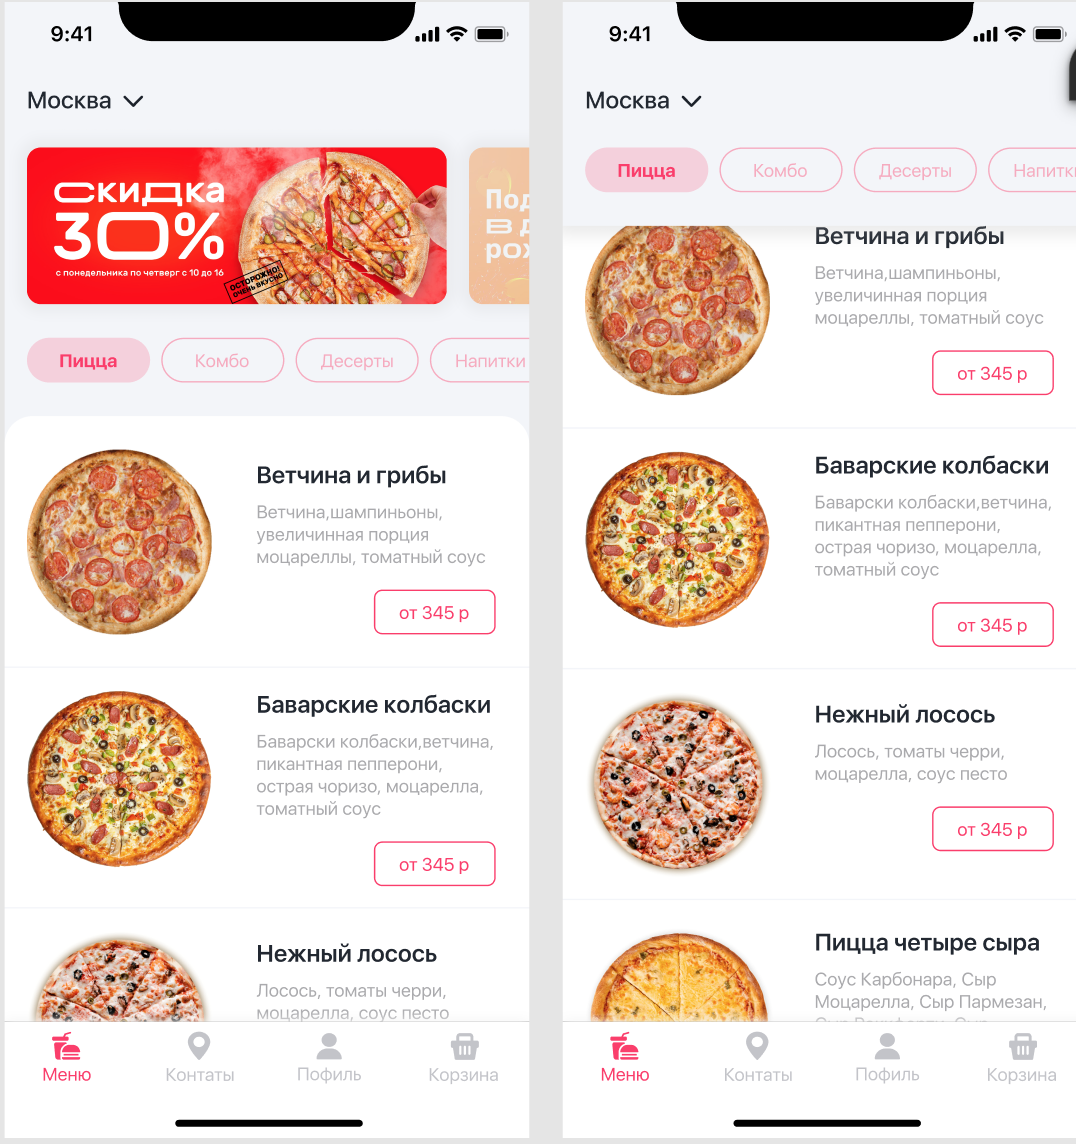 9:41
Москва
скидка
30%
с понедельника по четверг с 10 до 16
ОСТОРОЖНО!
ОЧЕНЬ ВКУСНО
Под
в д
рож
Пицца
Комбо
Десерты
Напитки
Ветчина и грибы
Ветчина,шампиньоны,
увеличинная порция
моцареллы, томатный соус
от 345 р
Баварские колбаски
Баварски колбаски,ветчина,
пикантная пепперони,
острая чоризо, моцарелла,
томатный соус
от 345 р
Нежный лосось
Лосось, томаты черри,
моцарелла, соус песто
Меню
Контаты
Пофиль
Корзина
9:41
Москва
Пицца
Комбо
Десерты
Напитки
Ветчина и грибы
Ветчина,шампиньоны,
увеличинная порция
моцареллы, томатный соус
от 345 р
Баварские колбаски
Баварски колбаски,ветчина,
пикантная пепперони,
острая чоризо, моцарелла,
томатный соус
от 345 р
Нежный лосось
Лосось, томаты черри,
моцарелла, соус песто
от 345 р
Пицца четыре сыра
Соус Карбонара, Сыр
Моцарелла, Сыр Пармезан,
Меню
Контаты
Пофиль
Корзина